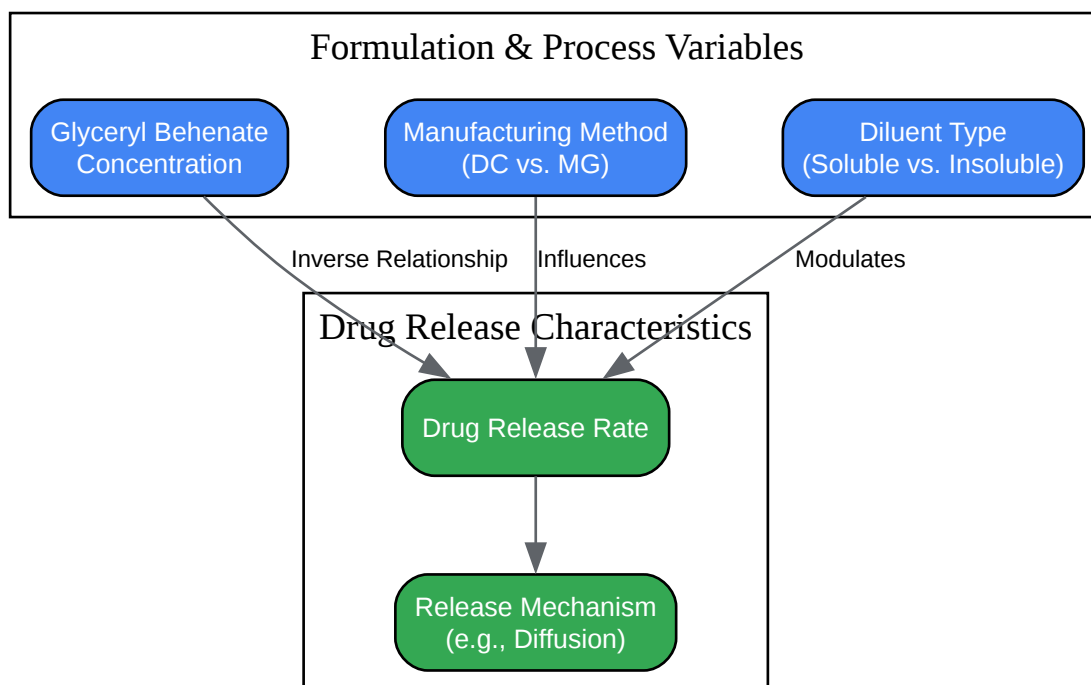 Formulation & Process Variables
Glyceryl Behenate
Concentration
Manufacturing Method
(DC vs. MG)
Diluent Type
(Soluble vs. Insoluble)
Inverse Relationship
Influences
Modulates
Drug Release Characteristics
Drug Release Rate
Release Mechanism
(e.g., Diffusion)